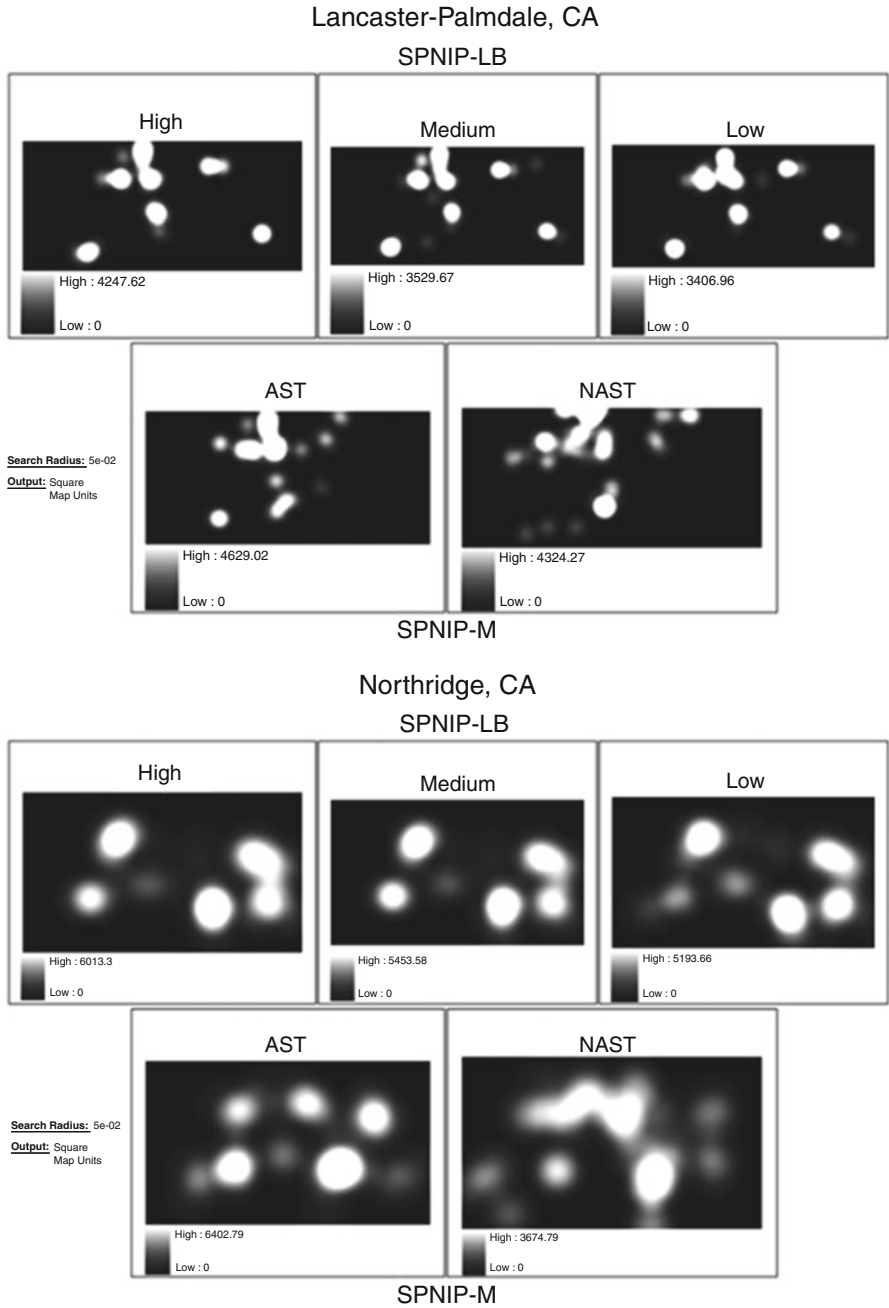 Lancaster-Palmdale, CA
SPNIP-LB
High
Medium
Low
High : 4247.62
Low : 0
High : 3529.67
Low : 0
High : 3406.96
Low : 0
AST
NAST
Search Radius: 5e-02
Output: Square
Map Units
High : 4629.02
Low : 0
High : 4324.27
Low : 0
SPNIP-M
Northridge, CA
SPNIP-LB
High
Medium
Low
High : 6013.3
Low : 0
High : 5453.58
Low : 0
High : 5193.66
Low : 0
AST
NAST
Search Radius: 5e-02
Output: Square
Map Units
High : 6402.79
Low : 0
High : 3674.79
Low : 0
SPNIP-M